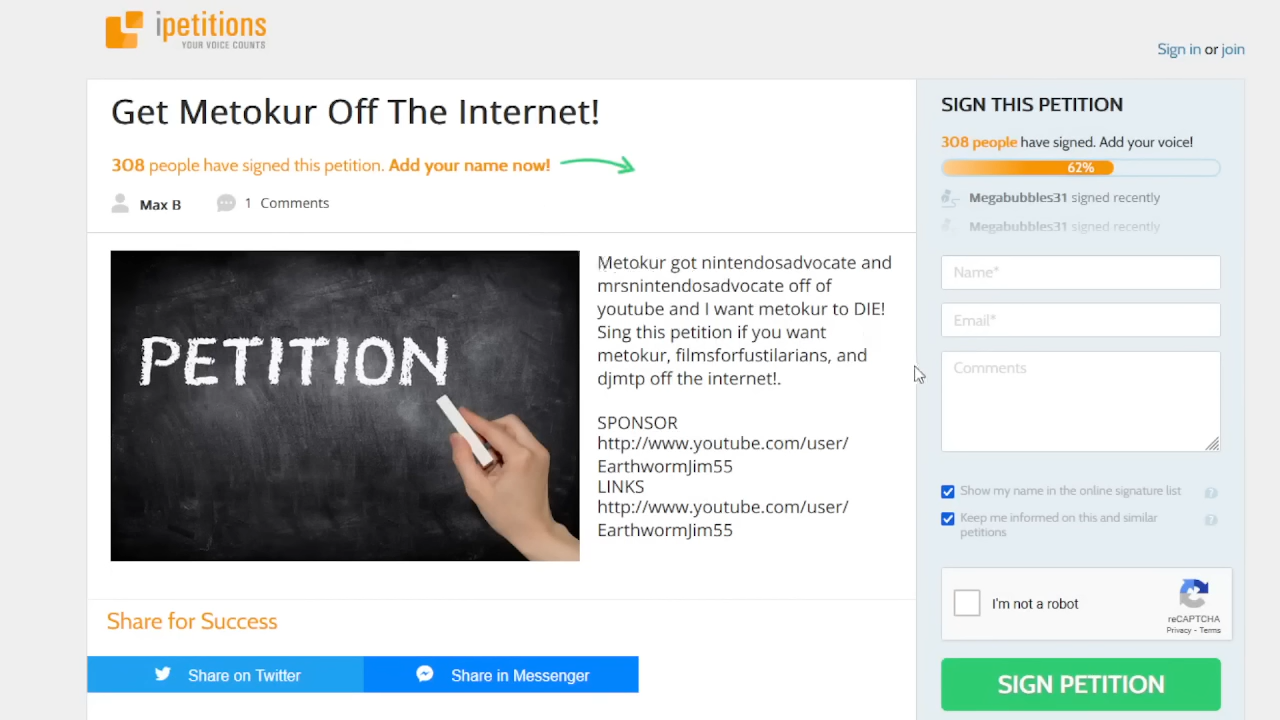 ipetitions
YOUR VOICE COUNTS
Sign in or join
Get Metokur Off The Internet!
308 people have signed this petition. Add your name now!
Max B
1 Comments
PETITION
Metokur got nintendosadvocate and
mrsnintendosadvocate off of
youtube and I want metokur to DIE!
Sing this petition if you want
metokur, filmsforfustilarians, and
djmtp off the internet!.
SPONSOR
http://www.youtube.com/user/
EarthwormJim55
LINKS
http://www.youtube.com/user/
EarthwormJim55
Share for Success
Share on Twitter
Share in Messenger
SIGN THIS PETITION
308 people have signed. Add your voice!
62%
Megabubbles31 signed recently
Megabubbles31 signed recently
Name*
Email*
Comments
Show my name in the online signature list
?
Keep me informed on this and similar
petitions
?
I'm not a robot
reCAPTCHA
Privacy - Terms
SIGN PETITION